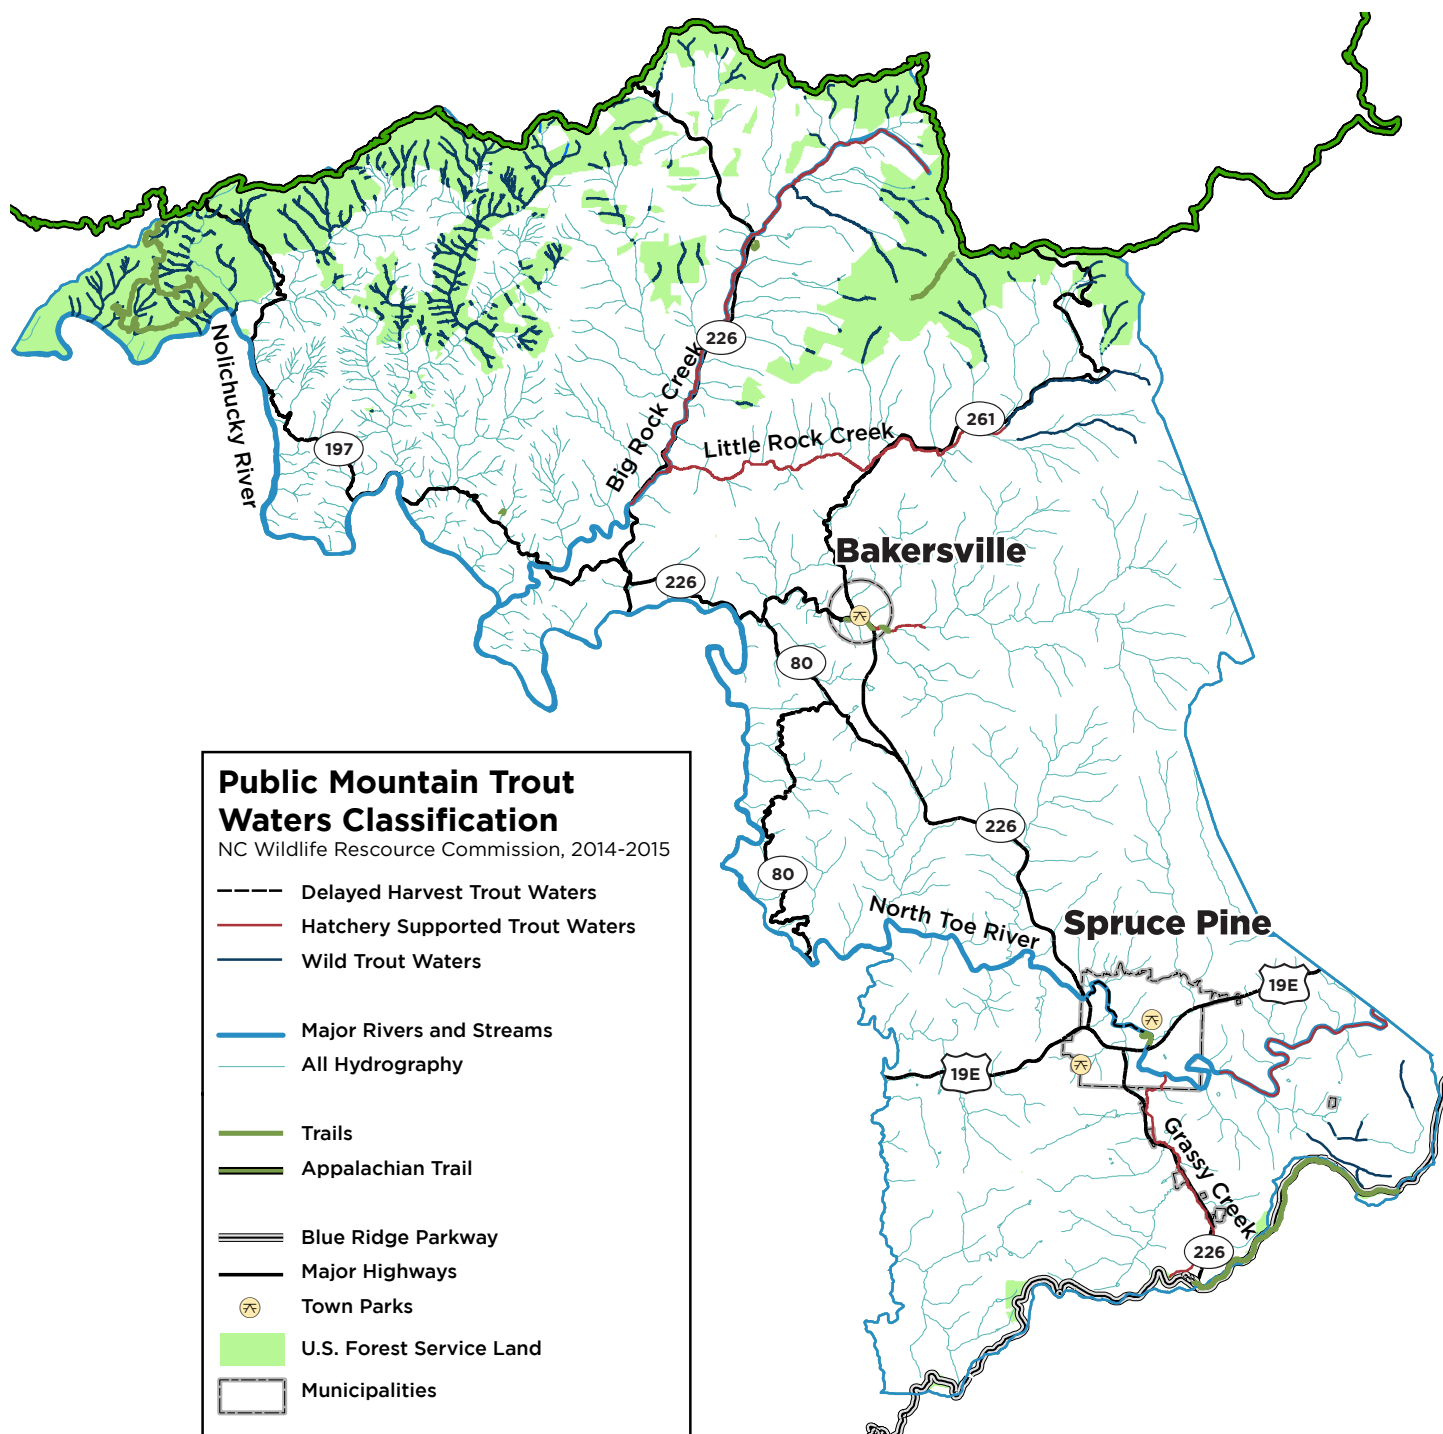 226
Big Rock Creek
Nolichucky River
197
Little Rock Creek
261
Bakersville
226
80
226
80
North Toe River
Spruce Pine
19E
19E
Grassy Creek
226
Public Mountain Trout
Waters Classification
NC Wildlife Rescource Commission, 2014-2015
Delayed Harvest Trout Waters
Hatchery Supported Trout Waters
Wild Trout Waters
Major Rivers and Streams
All Hydrography
Trails
Appalachian Trail
Blue Ridge Parkway
Major Highways
Town Parks
U.S. Forest Service Land
Municipalities